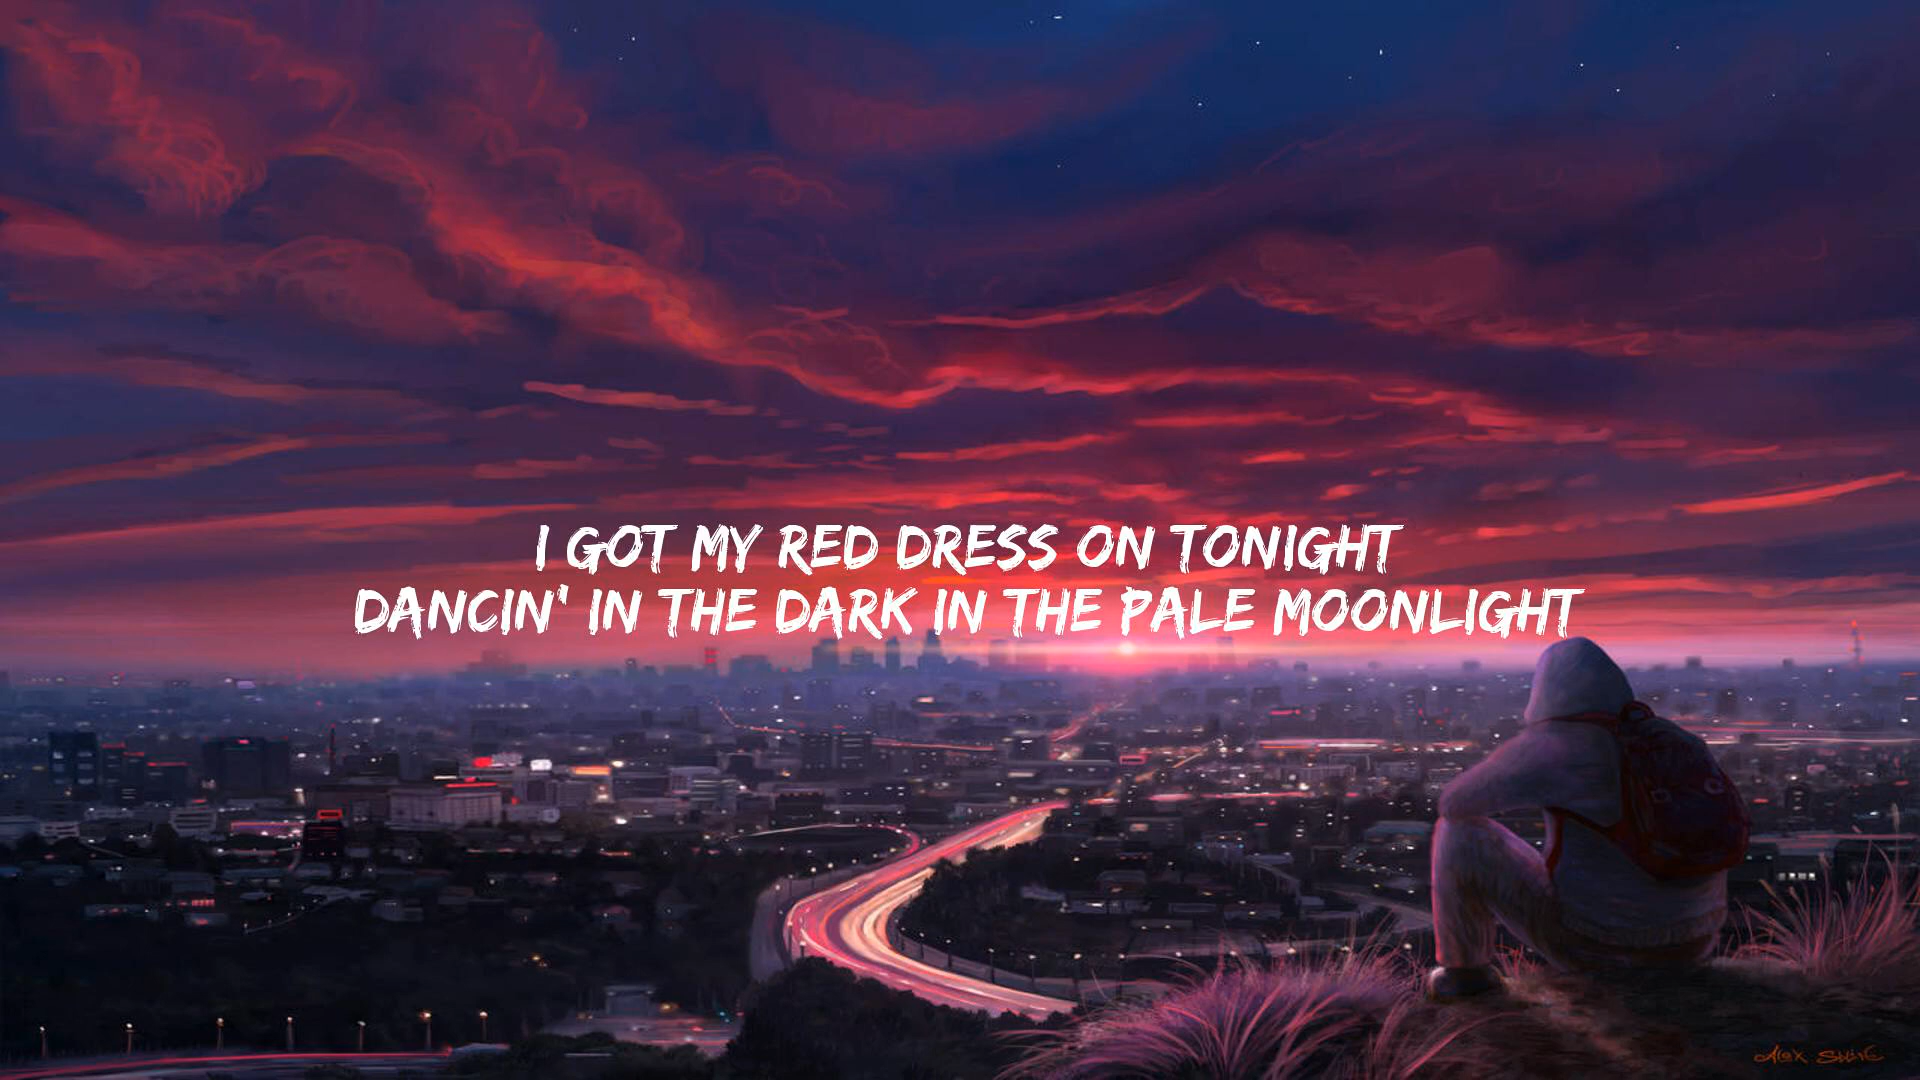 I GOT MY RED DRESS ON TONIGHT
DANCIN' IN THE DARK IN THE PALE MOONLIGHT